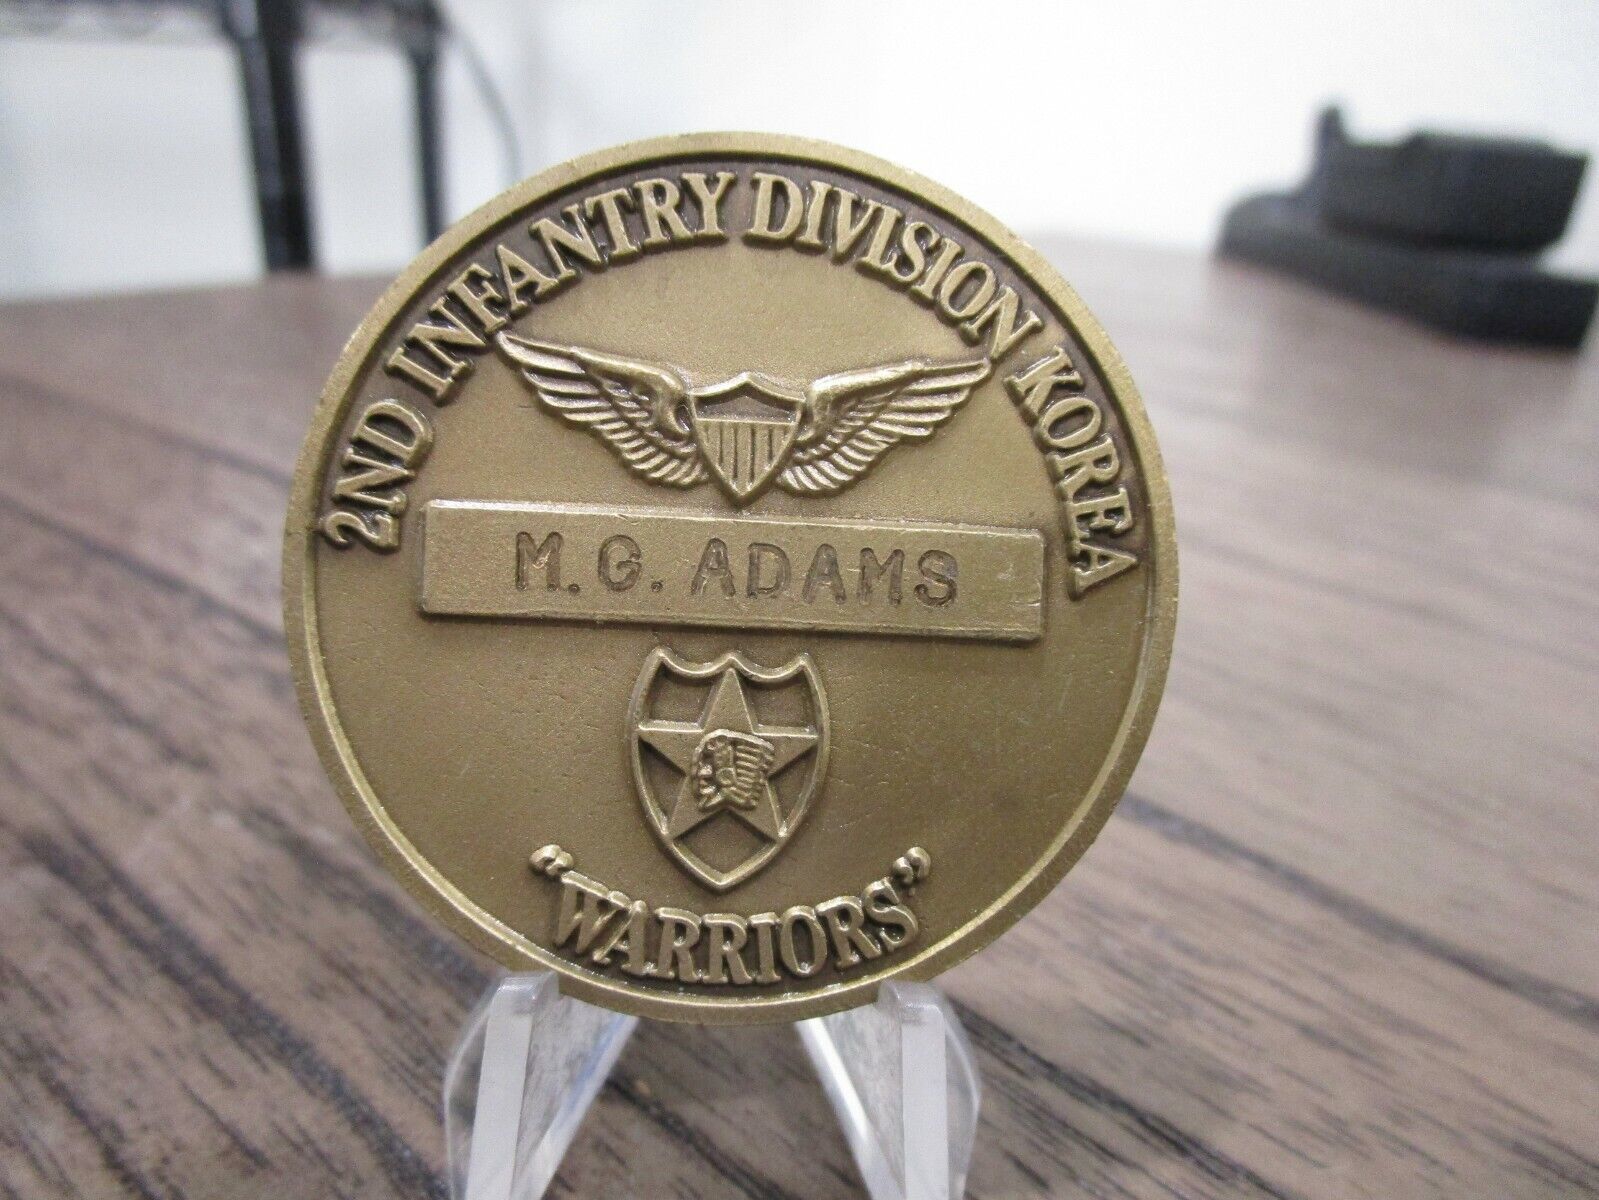 2ND INFANTRY DIVISION KOREA
M.G. ADAMS
“WARRIORS”